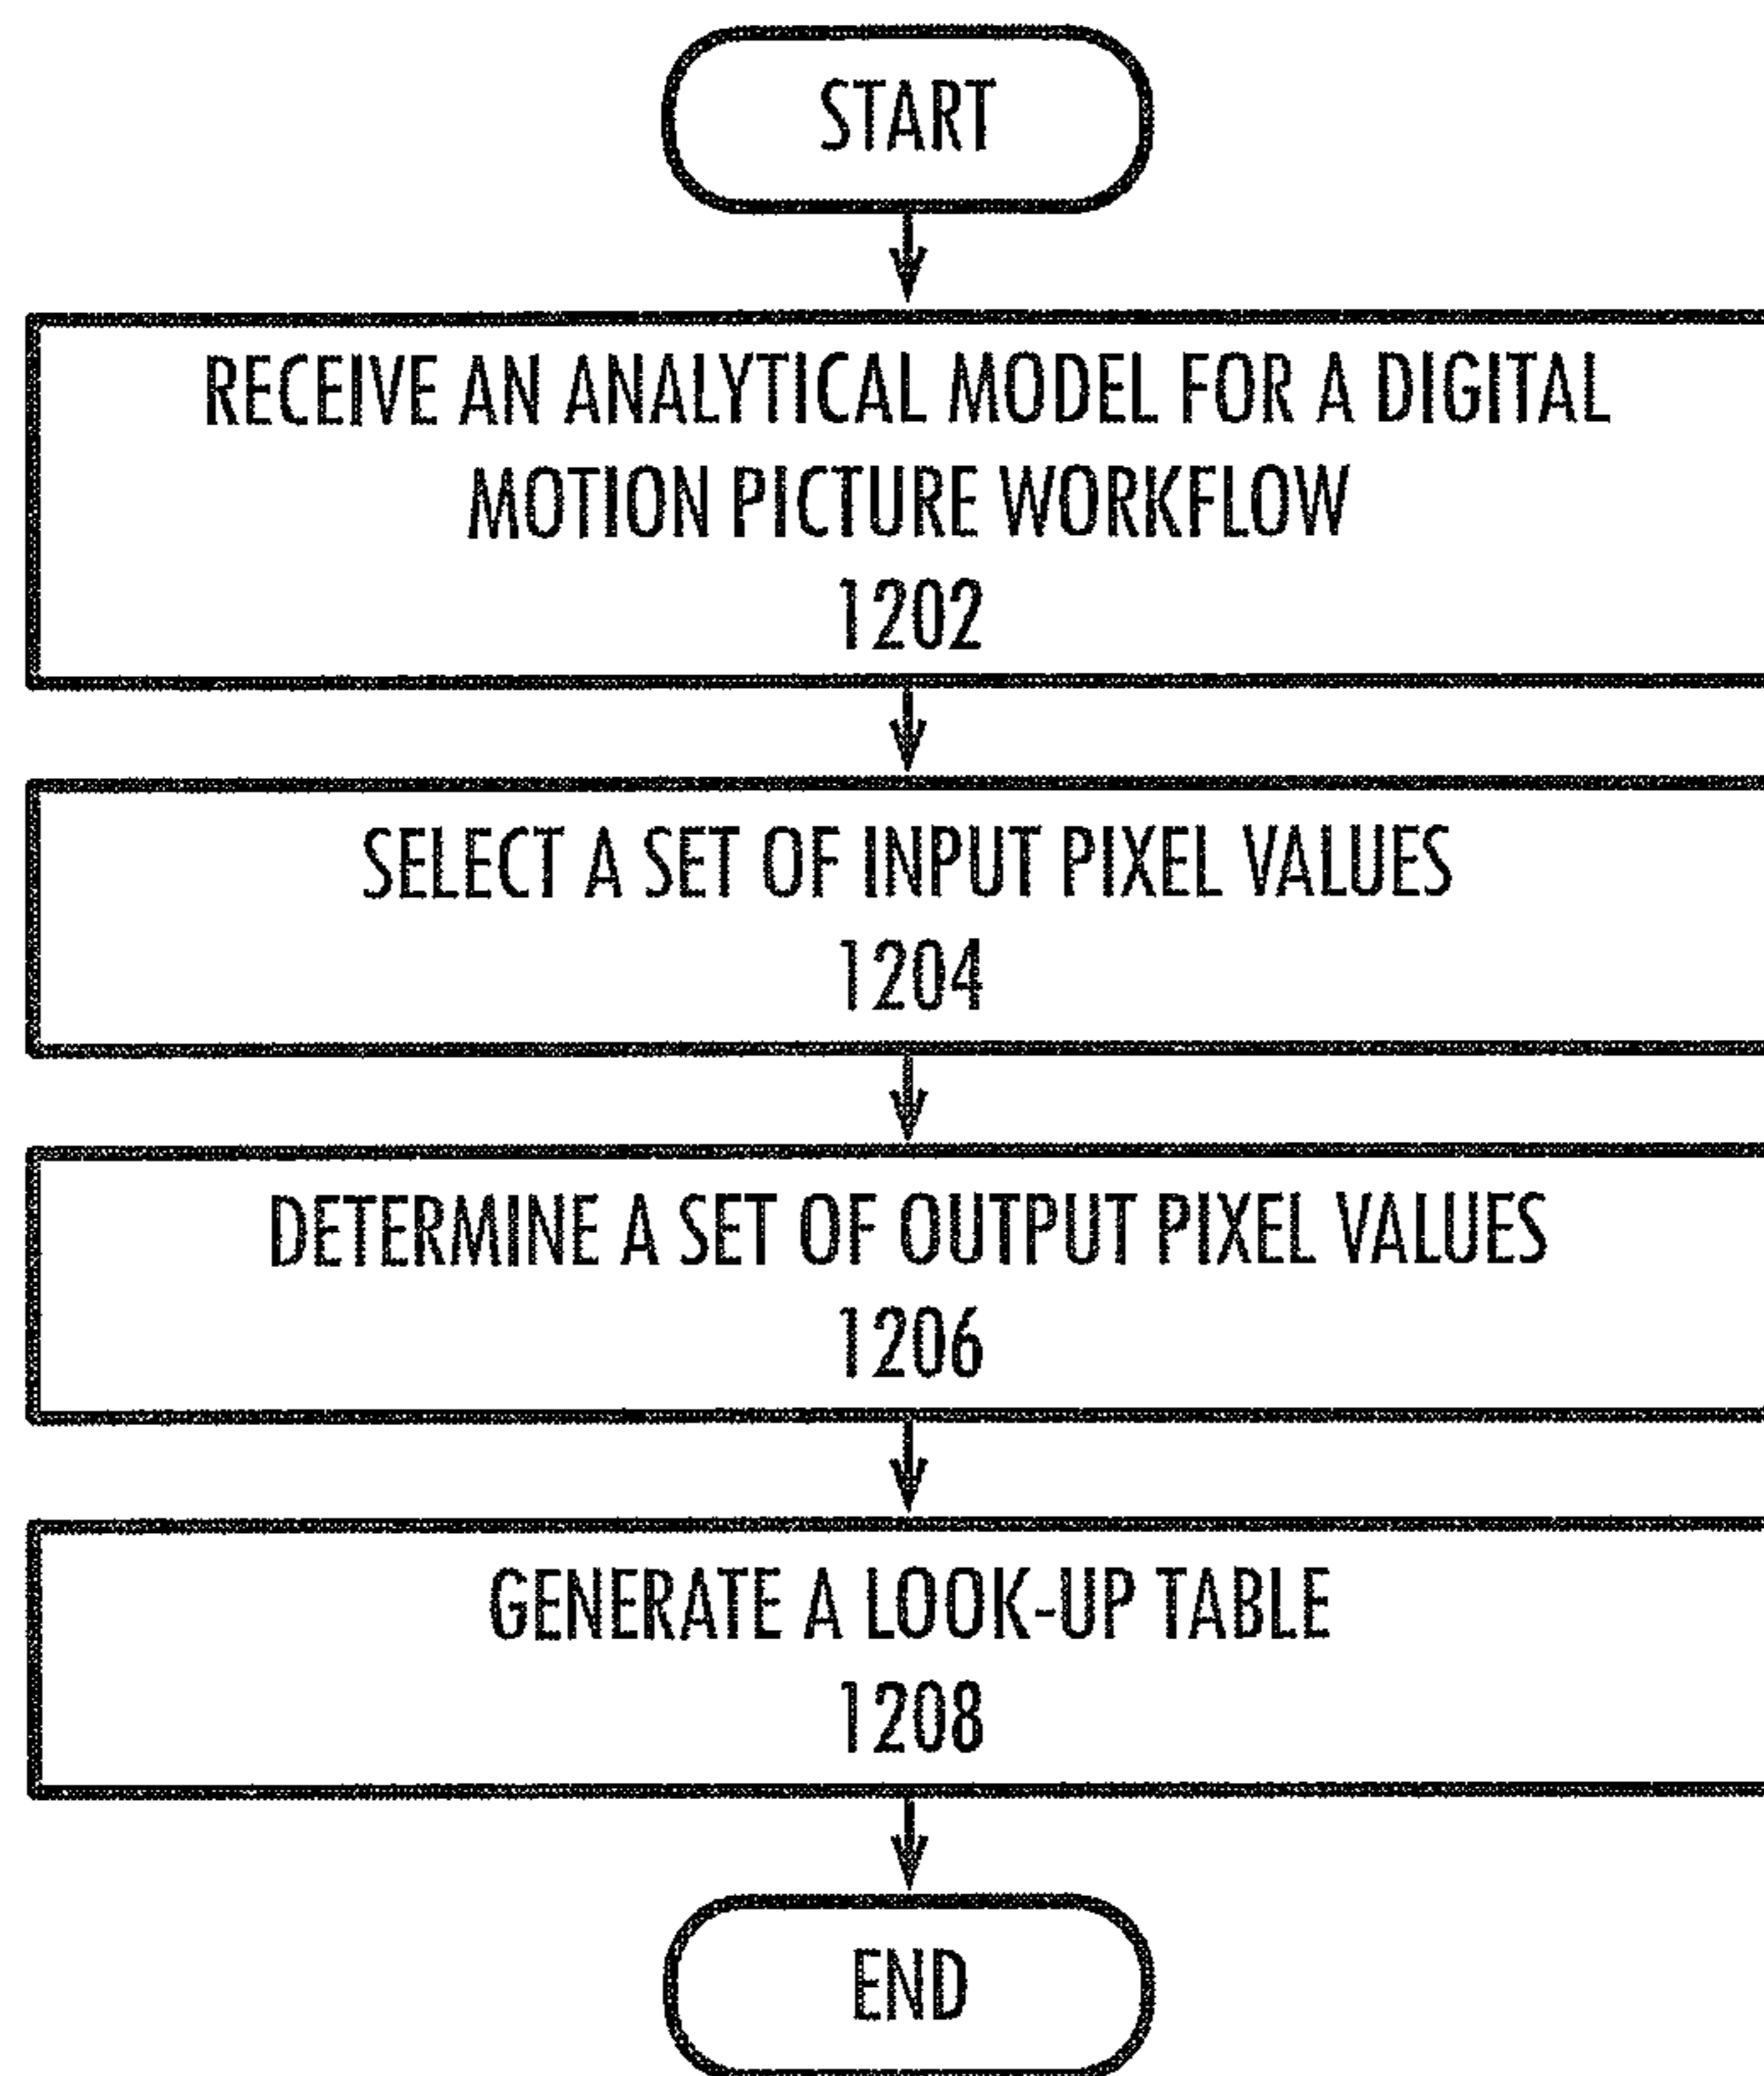 START
RECEIVE AN ANALYTICAL MODEL FOR A DIGITAL
MOTION PICTURE WORKFLOW
1202
SELECT A SET OF INPUT PIXEL VALUES
1204
DETERMINE A SET OF OUTPUT PIXEL VALUES
1206
GENERATE A LOOK-UP TABLE
1208
END